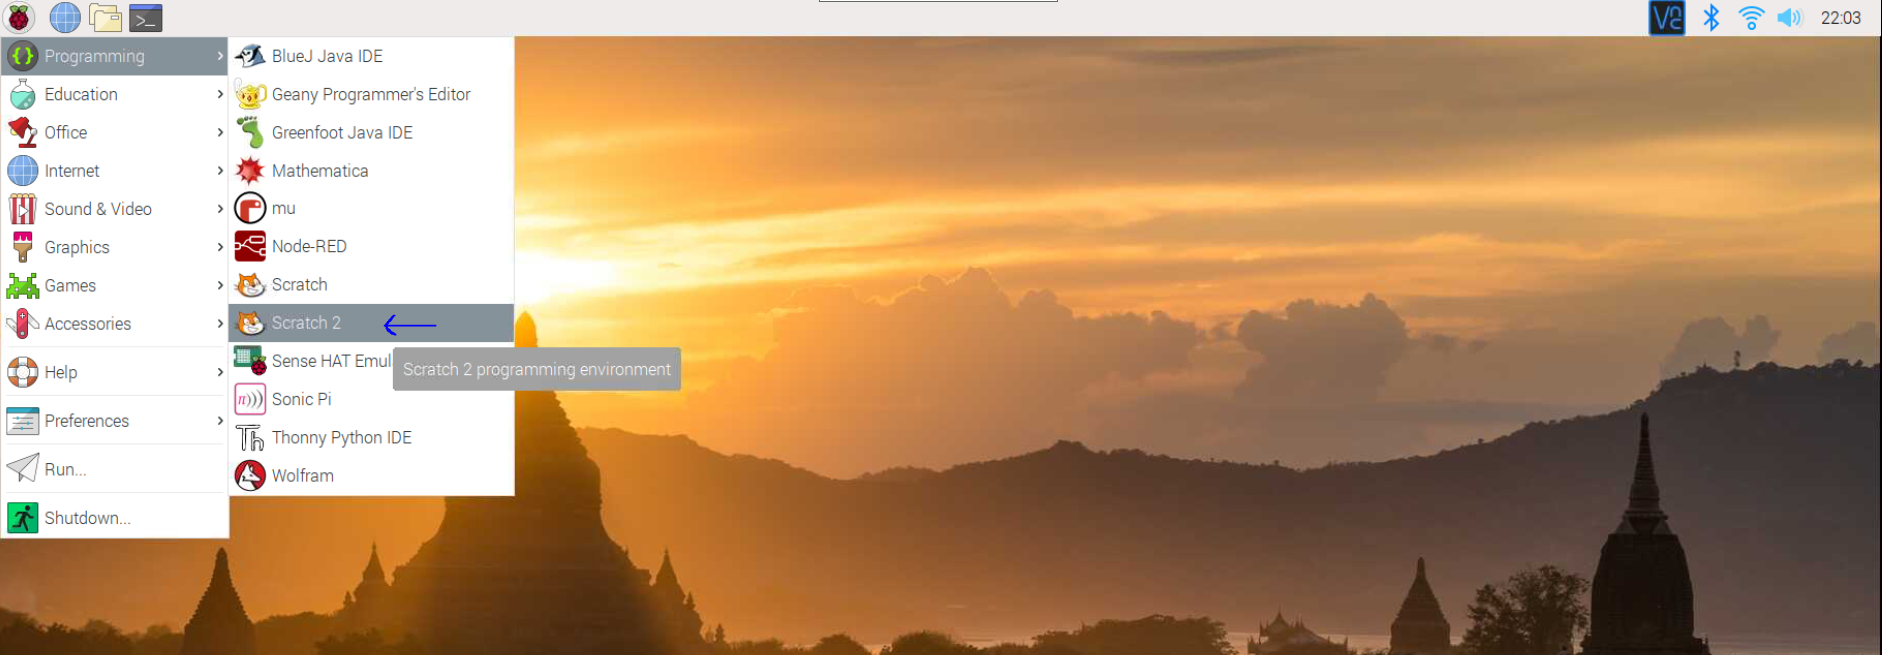 22:03
Programming
Education
Office
Internet
Sound & Video
Graphics
Games
Accessories
Help
Preferences
Run...
Shutdown...
BlueJ Java IDE
Geany Programmer's Editor
Greenfoot Java IDE
Mathematica
mu
Node-RED
Scratch
Scratch 2
Sense HAT Emul
Scratch 2 programming environment
Sonic Pi
Thonny Python IDE
Wolfram